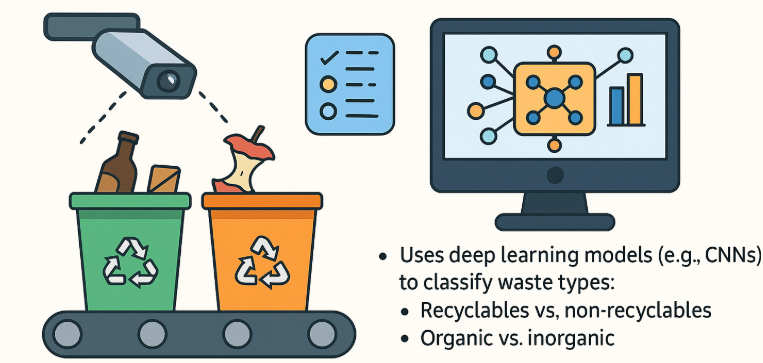 • Uses deep learning models (e.g., CNNs)
to classify waste types:
• Recyclables vs, non-recyclables
• Organic vs. inorganic